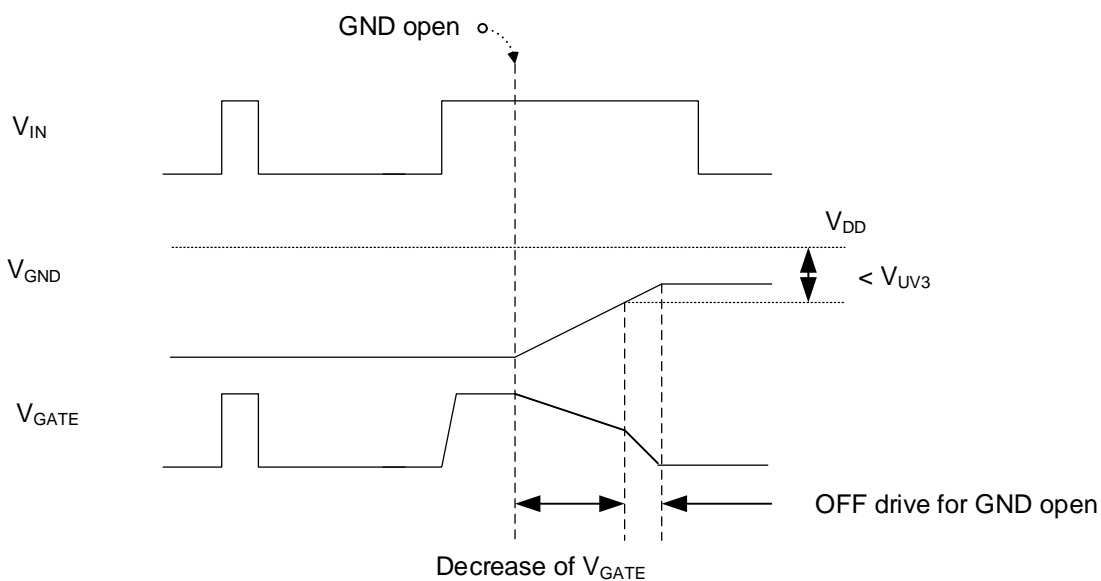 GND open
VIN
VDD
VGND
< VUV3
VGATE
OFF drive for GND open
Decrease of VGATE